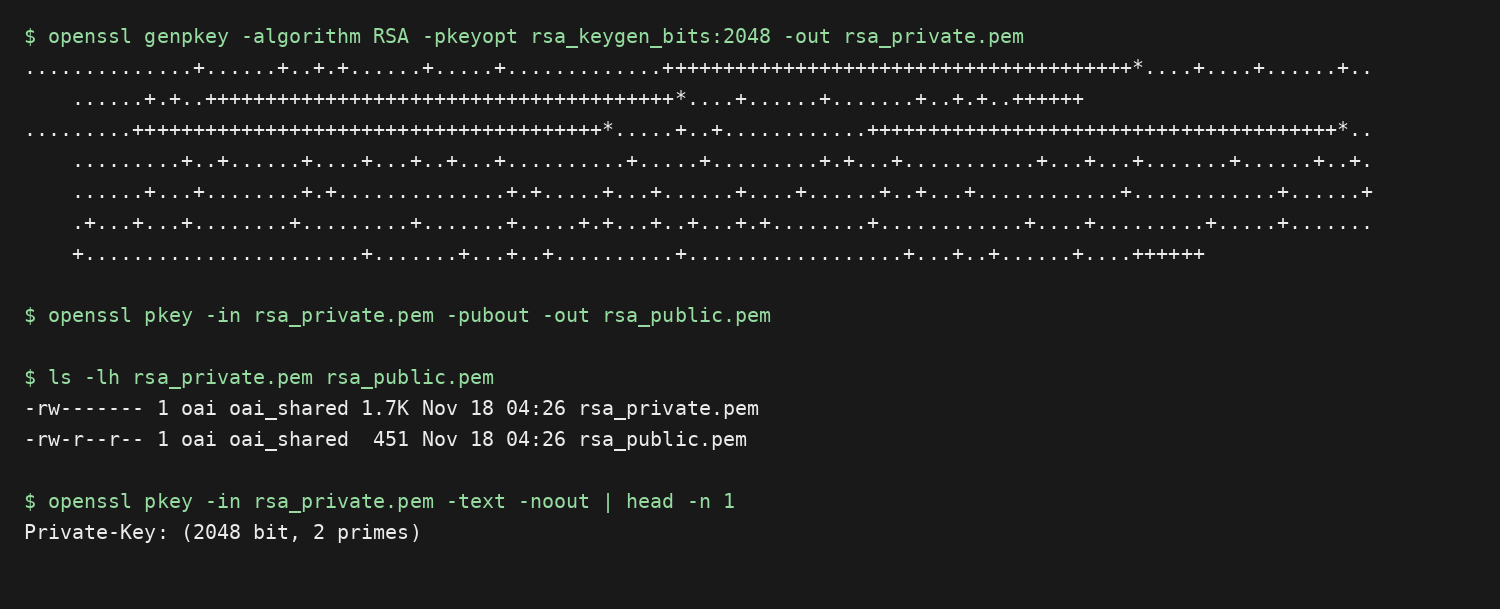 $ openssl genpkey -algorithm RSA -pkeyopt rsa_keygen_bits:2048 -out rsa_private.pem
..............+......+..+.+......+.....+.............+++++++++++++++++++++++++++++++++++++++*....+....+......+..
......+.+..+++++++++++++++++++++++++++++++++++++++*....+......+.......+..+.+..++++++
.........+++++++++++++++++++++++++++++++++++++++*.....+..+............+++++++++++++++++++++++++++++++++++++++*..
.........+..+......+....+...+..+...+..........+.....+.........+.+...+...........+...+...+.......+......+..+.
......+...+........+.+..............+.+.....+...+......+....+......+..+...+............+............+......+
.+...+...+........+.........+.......+.....+.+...+..+...+.+........+............+....+.........+.....+.......
+.......................+.......+...+..+..........+..................+...+..+......+....++++++
$ openssl pkey -in rsa_private.pem -pubout -out rsa_public.pem
$ ls -lh rsa_private.pem rsa_public.pem
-rw------- 1 oai oai_shared 1.7K Nov 18 04:26 rsa_private.pem
-rw-r--r-- 1 oai oai_shared  451 Nov 18 04:26 rsa_public.pem
$ openssl pkey -in rsa_private.pem -text -noout | head -n 1
Private-Key: (2048 bit, 2 primes)